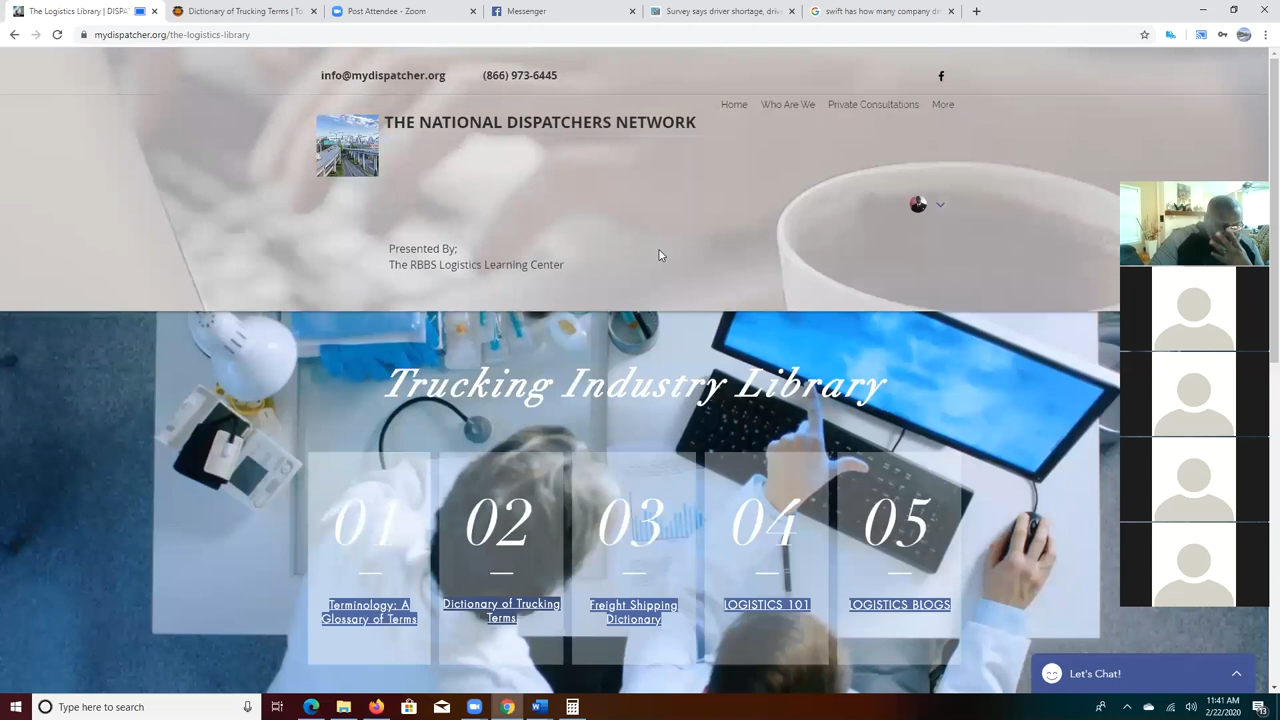 The Logistics Library | DISPA
Dictionary of Trucking Terms | To
Post Attendee - Zoom
Messenger
Survey says driver shortage, driv
swift has how many company dr
mydispatcher.org/the-logistics-library
info@mydispatcher.org
(866) 973-6445
Home
Who Are We
Private Consultations
More
THE NATIONAL DISPATCHERS NETWORK
Presented By;
The RBBS Logistics Learning Center
Trucking Industry Library
01
02
03
04
05
Terminology: A
Glossary of Terms
Dictionary of Trucking
Terms
Freight Shipping
Dictionary
LOGISTICS 101
LOGISTICS BLOGS
Let's Chat!
Type here to search
11:41 AM
2/22/2020
13